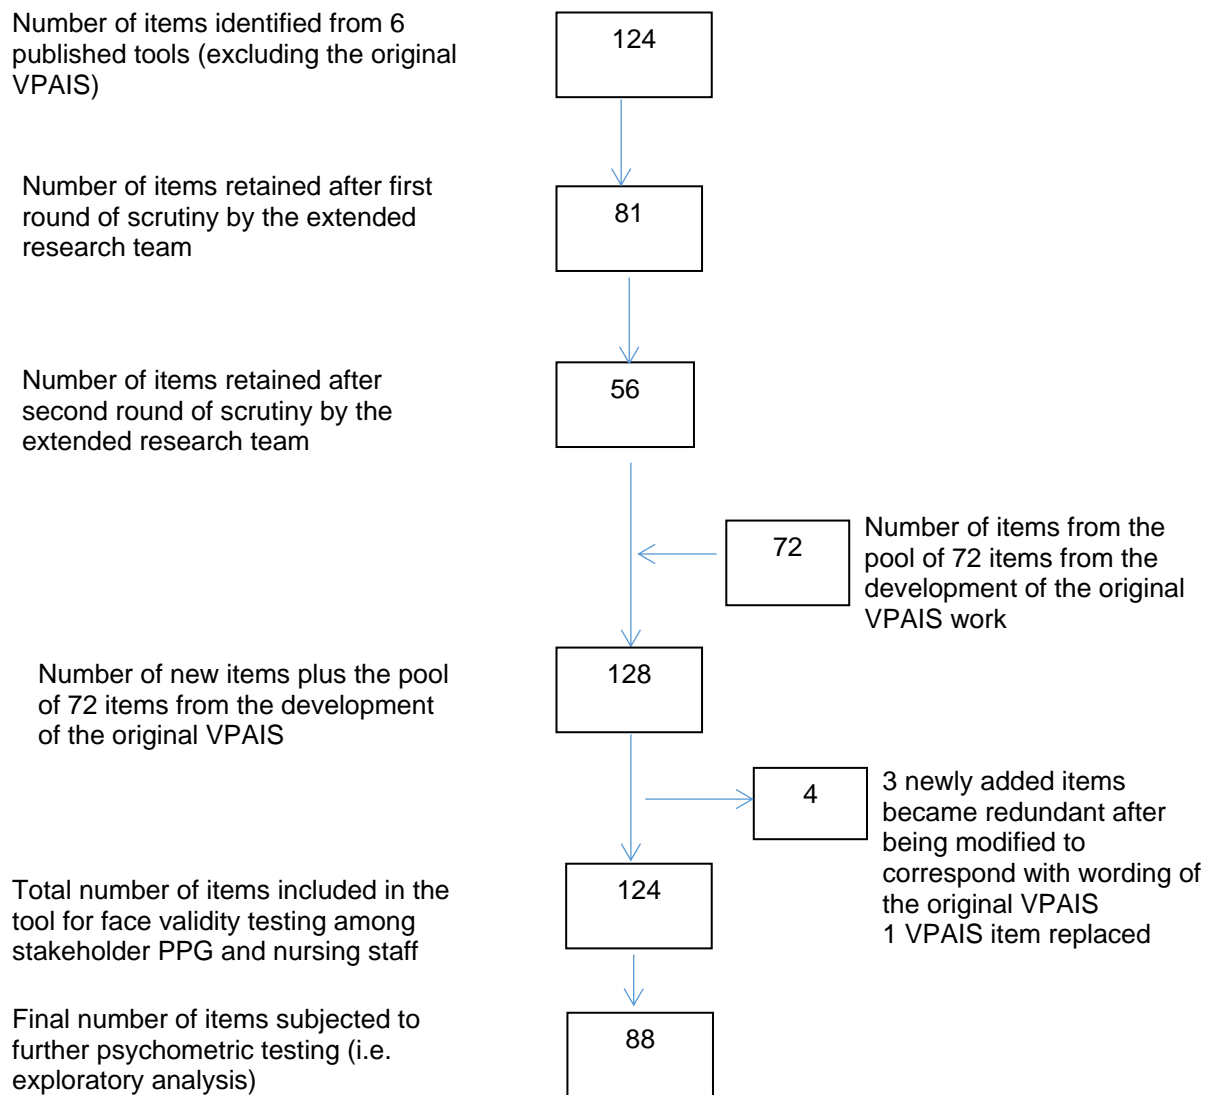 Number of items identified from 6
published tools (excluding the original
VPAIS)
124
Number of items retained after first
round of scrutiny by the extended
research team
81
Number of items retained after
second round of scrutiny by the
extended research team
56
72
Number of items from the
pool of 72 items from the
development of the original
VPAIS work
Number of new items plus the pool
of 72 items from the development
of the original VPAIS
128
4
3 newly added items
became redundant after
being modified to
correspond with wording of
the original VPAIS
1 VPAIS item replaced
Total number of items included in the
tool for face validity testing among
stakeholder PPG and nursing staff
124
Final number of items subjected to
further psychometric testing (i.e.
exploratory analysis)
88